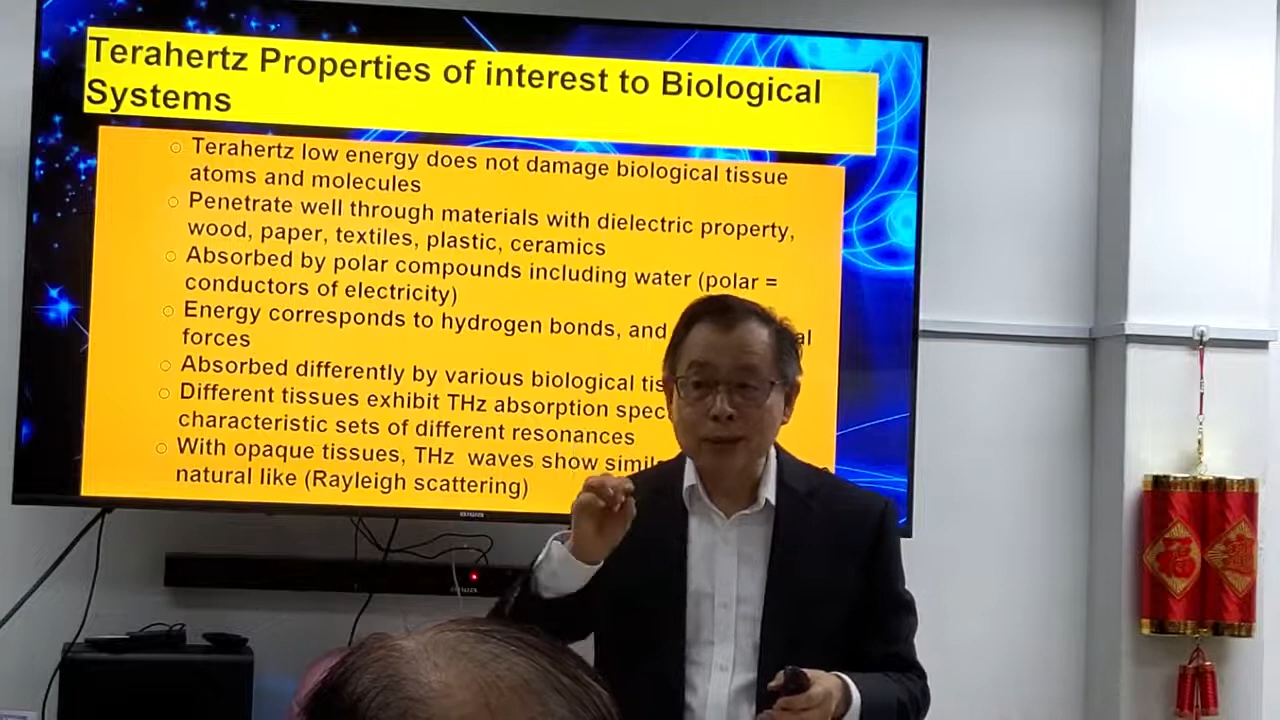 Terahertz Properties of interest to Biological
Systems
Terahertz low energy does not damage biological tissue
atoms and molecules
Penetrate well through materials with dielectric property,
wood, paper, textiles, plastic, ceramics
Absorbed by polar compounds including water (polar =
conductors of electricity)
Energy corresponds to hydrogen bonds, and
forces
Absorbed differently by various biological
Different tissues exhibit THz absorption
characteristic sets of different resonances
With opaque tissues, THz waves show
natural like (Rayleigh scattering)
aiwa
aiwa